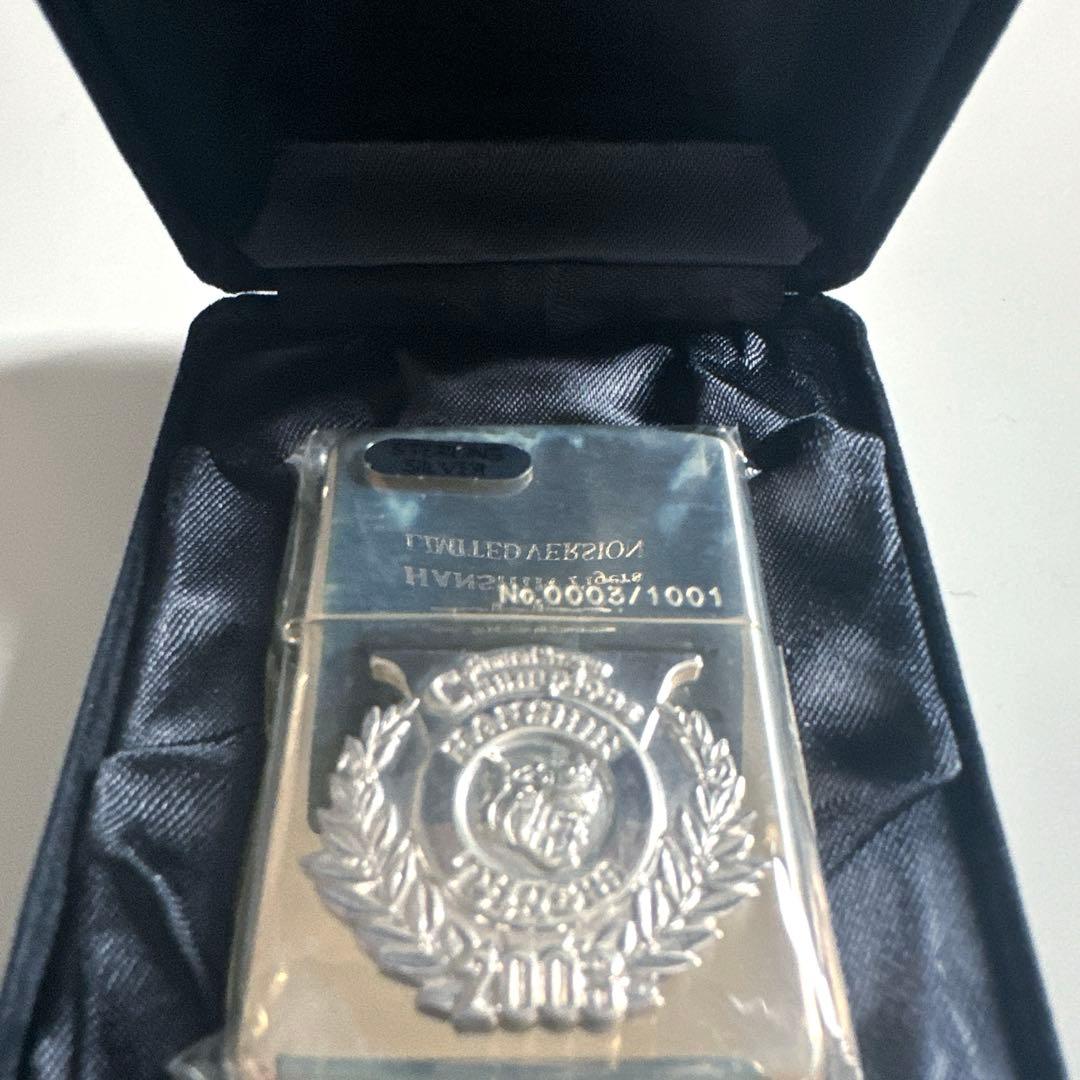 STERLING
SILVER
LIMITED VERSION
HANSHIN Tigers
No.0003/1001
Champions
HANSHIN
TIGERS
2003